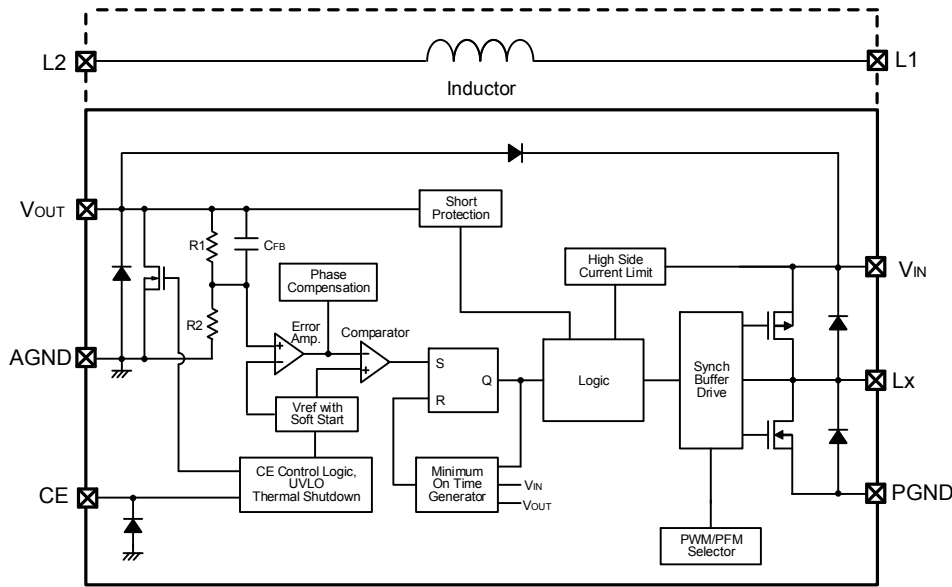 L2
L1
Inductor
VOUT
Short
Protection
R1
CFB
High Side
Current Limit
VIN
Phase
Compensation
R2
Error
Amp.
Comparator
AGND
S
Q
R
Logic
Synch
Buffer
Drive
Lx
Vref with
Soft Start
CE Control Logic,
UVLO
Thermal Shutdown
Minimum
On Time
Generator
VIN
VOUT
CE
PGND
PWM/PFM
Selector